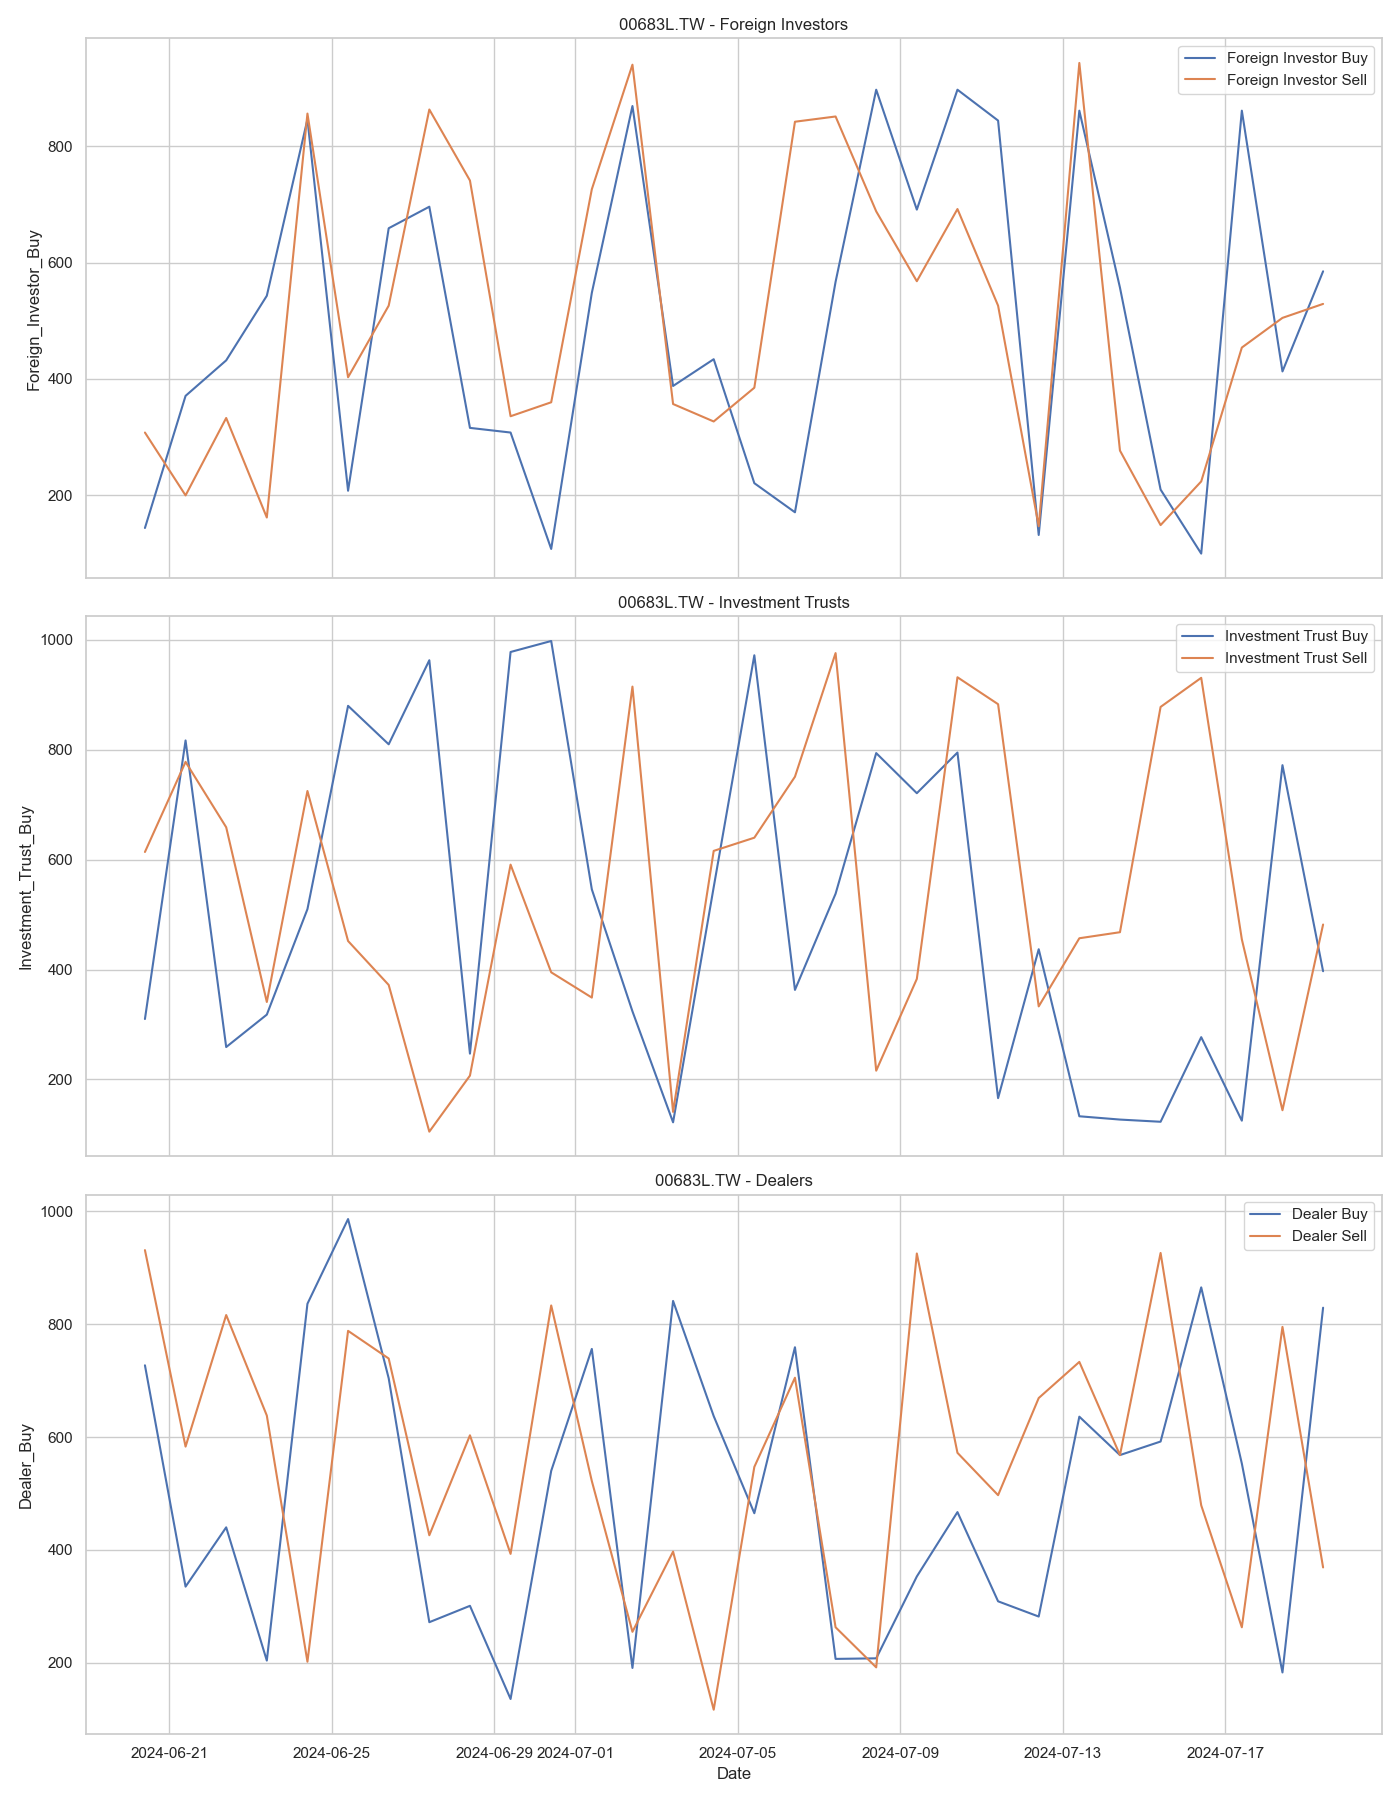 00683L.TW - Foreign Investors
Foreign Investor Buy
Foreign Investor Sell
800
600
400
200
Foreign_Investor_Buy
00683L.TW - Investment Trusts
Investment Trust Buy
Investment Trust Sell
1000
800
600
400
200
Investment_Trust_Buy
00683L.TW - Dealers
Dealer Buy
Dealer Sell
1000
800
600
400
200
Dealer_Buy
2024-06-21 2024-06-25 2024-06-29 2024-07-01 2024-07-05 2024-07-09 2024-07-13 2024-07-17
Date